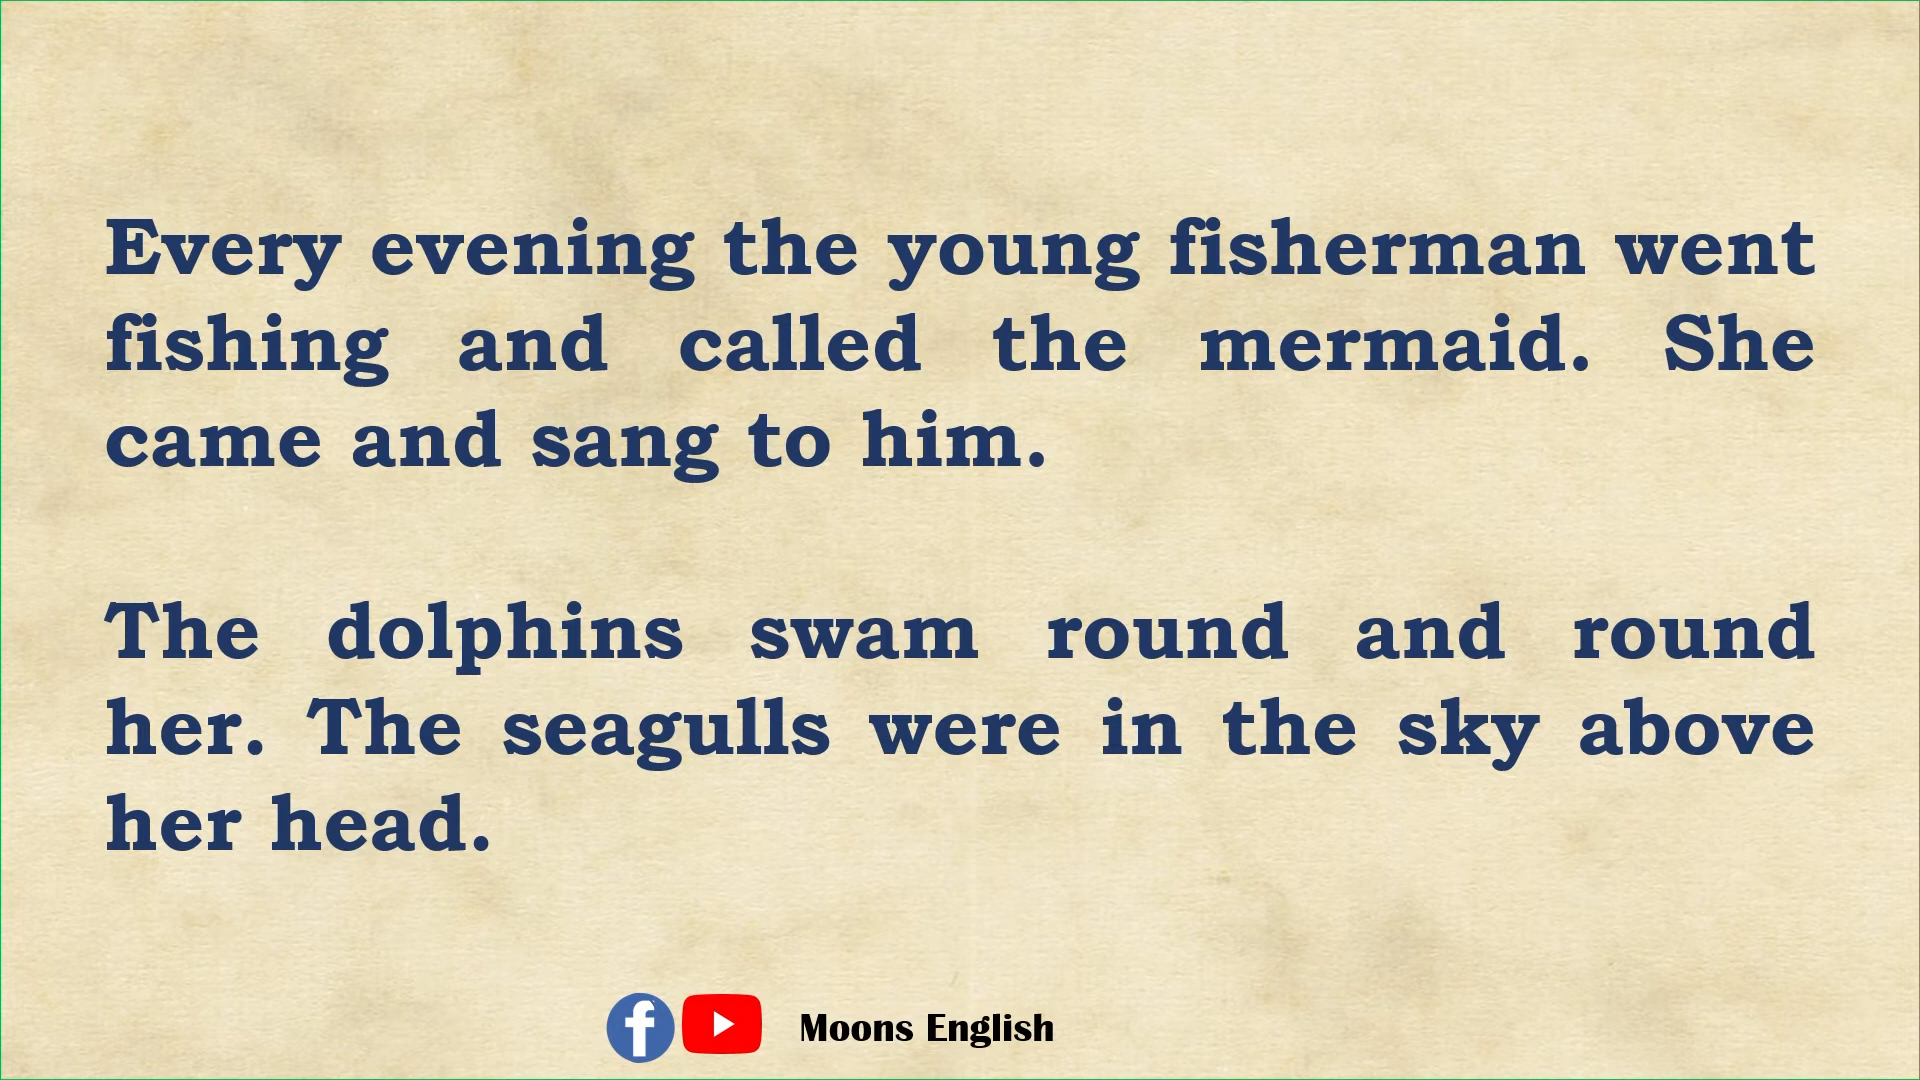 Every evening the young fisherman went
fishing and called the mermaid. She
came and sang to him.
The dolphins swam round and round
her. The seagulls were in the sky above
her head.
Moons English